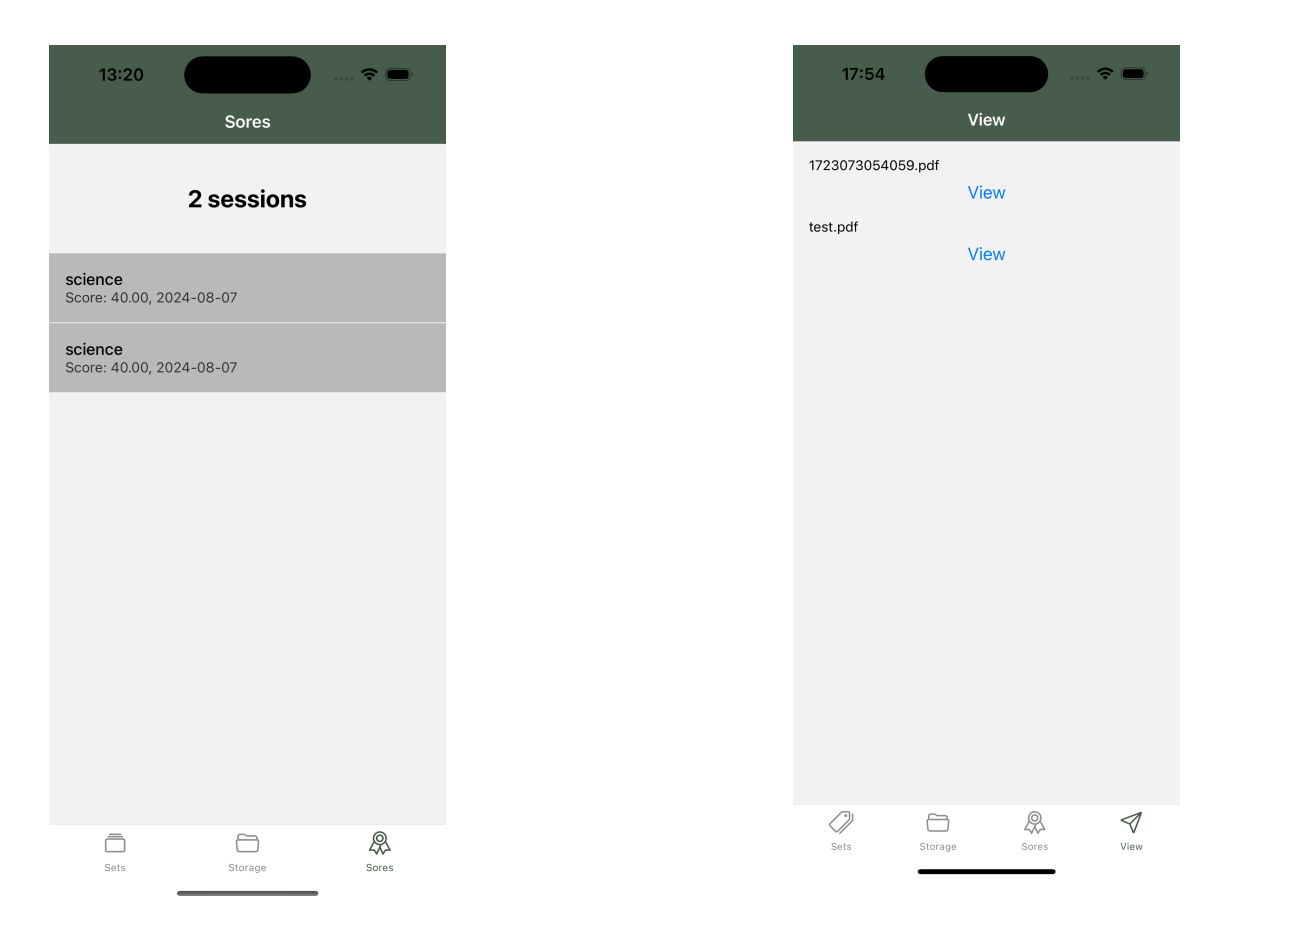 13:20
Sores
2 sessions
science
Score: 40.00, 2024-08-07
science
Score: 40.00, 2024-08-07
Sets
Storage
Sores
17:54
View
1723073054059.pdf
View
test.pdf
View
Sets
Storage
Sores
View